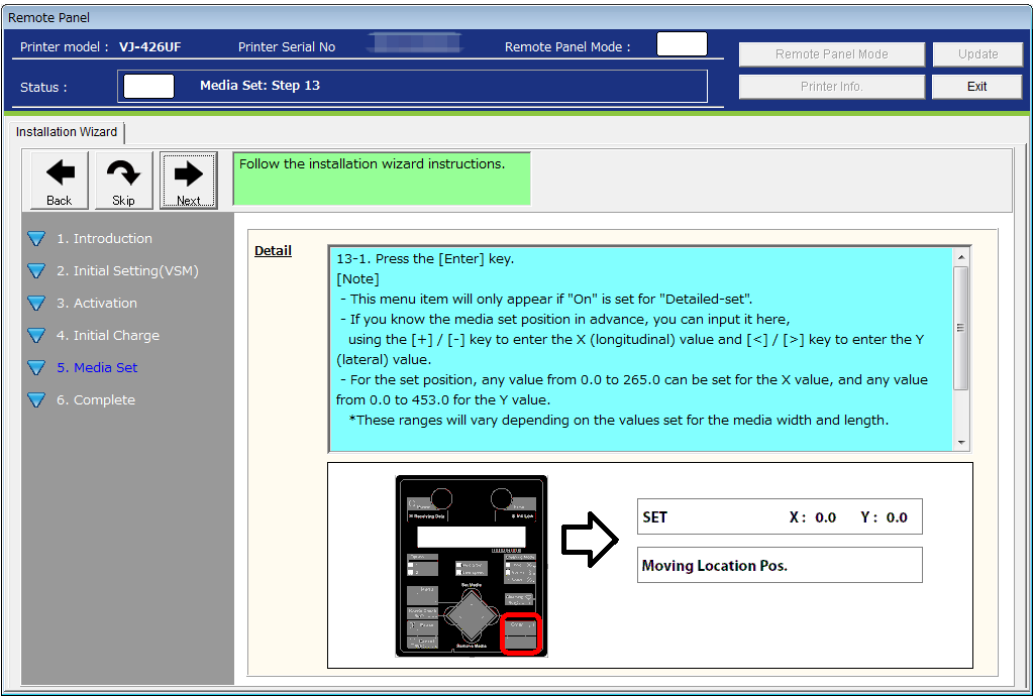 Remote Panel
Printer model : VJ-426UF Printer Serial No Remote Panel Mode :
Remote Panel Mode Update
Status : Media Set: Step 13
Printer Info. Exit
Installation Wizard
Follow the installation wizard instructions.
Back Skip Next
1. Introduction
2. Initial Setting(VSM)
3. Activation
4. Initial Charge
5. Media Set
6. Complete
Detail
13-1. Press the [Enter] key.
[Note]
- This menu item will only appear if "On" is set for "Detailed-set".
- If you know the media set position in advance, you can input it here,
using the [+] / [-] key to enter the X (longitudinal) value and [<] / [>] key to enter the Y
(lateral) value.
- For the set position, any value from 0.0 to 265.0 can be set for the X value, and any value
from 0.0 to 453.0 for the Y value.
*These ranges will vary depending on the values set for the media width and length.
SET X : 0.0 Y : 0.0
Moving Location Pos.